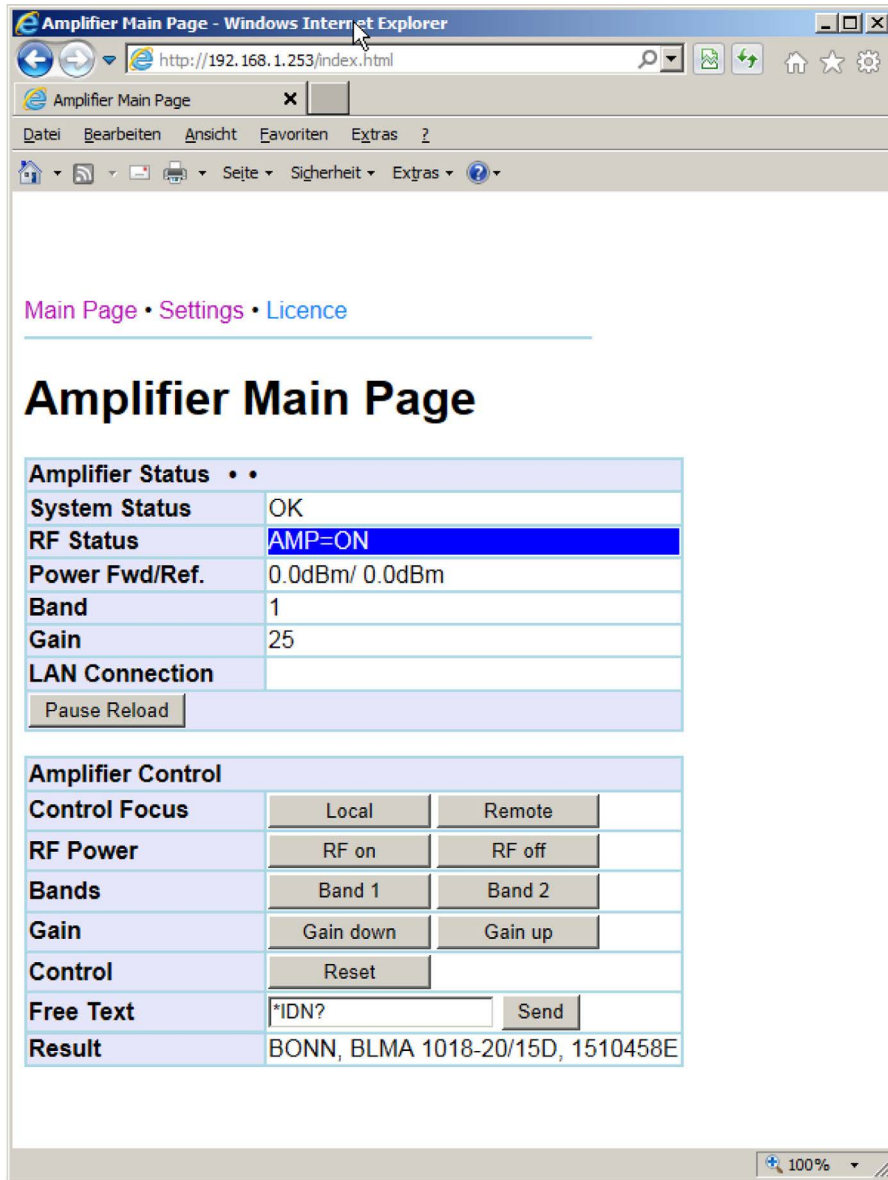 Amplifier Main Page - Windows Internet Explorer
http://192.168.1.253/index.html
Amplifier Main Page
Datei Bearbeiten Ansicht Favoriten Extras ?
Seite Sicherheit Extras
Main Page • Settings • Licence
Amplifier Main Page
Amplifier Status • •
System Status OK
RF Status AMP=ON
Power Fwd/Ref. 0.0dBm/ 0.0dBm
Band 1
Gain 25
LAN Connection
Pause Reload
Amplifier Control
Control Focus Local Remote
RF Power RF on RF off
Bands Band 1 Band 2
Gain Gain down Gain up
Control Reset
Free Text *IDN? Send
Result BONN, BLMA 1018-20/15D, 1510458E
100%